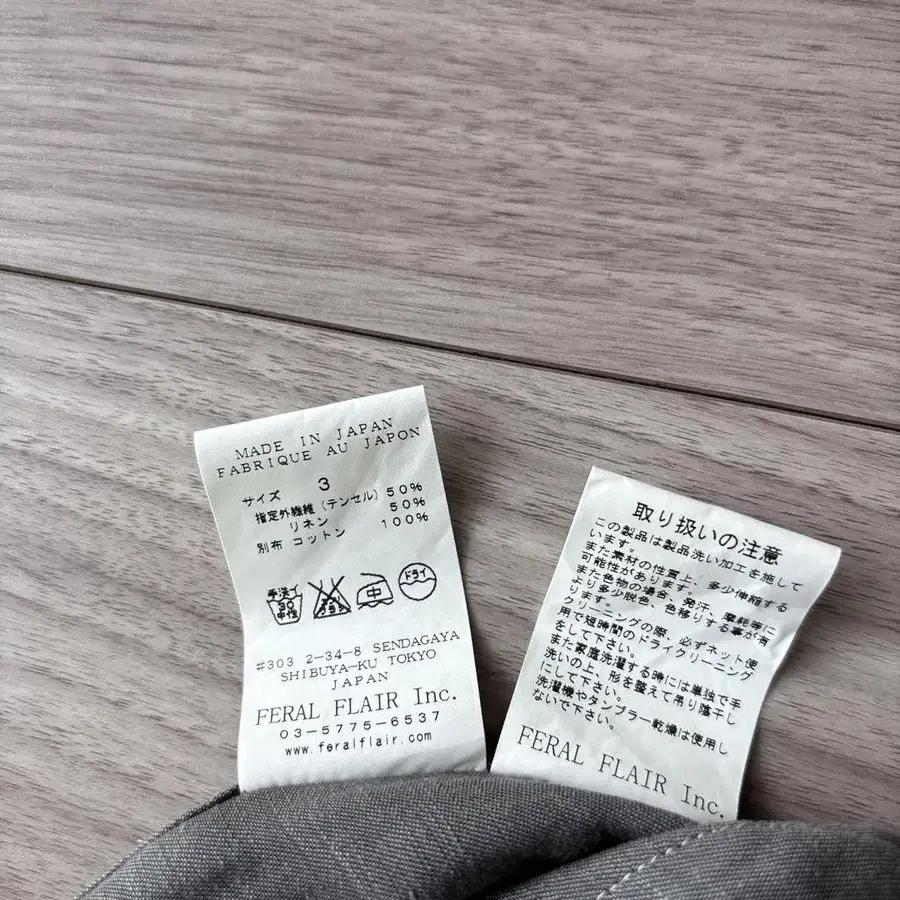 MADE IN JAPAN
FABRIQUE AU JAPON
サイズ 3
指定外繊維(テンセル) 50%
リネン 50%
別布 コットン 100%
手洗イ
30
中性
中
ドライ
#303 2-34-8 SENDAGAYA
SHIBUYA-KU TOKYO
JAPAN
FERAL FLAIR Inc.
03-5775-6537
www.feralflair.com
取り扱いの注意
この製品は製品洗い加工を施して
います。
また素材の性質上、多少伸縮する
可能性があります。
また色物の場合、発汗、摩耗等に
より多少脱色、色移りする事が有
ります。
クリーニングの際、必ずネット使
用で短時間のドライクリーニング
をして下さい。
また家庭洗濯する時には単独で手
洗いの上、形を整えて吊り陰干し
にして下さい。
洗濯機やタンブラー乾燥は使用し
ないで下さい。
FERAL FLAIR Inc.